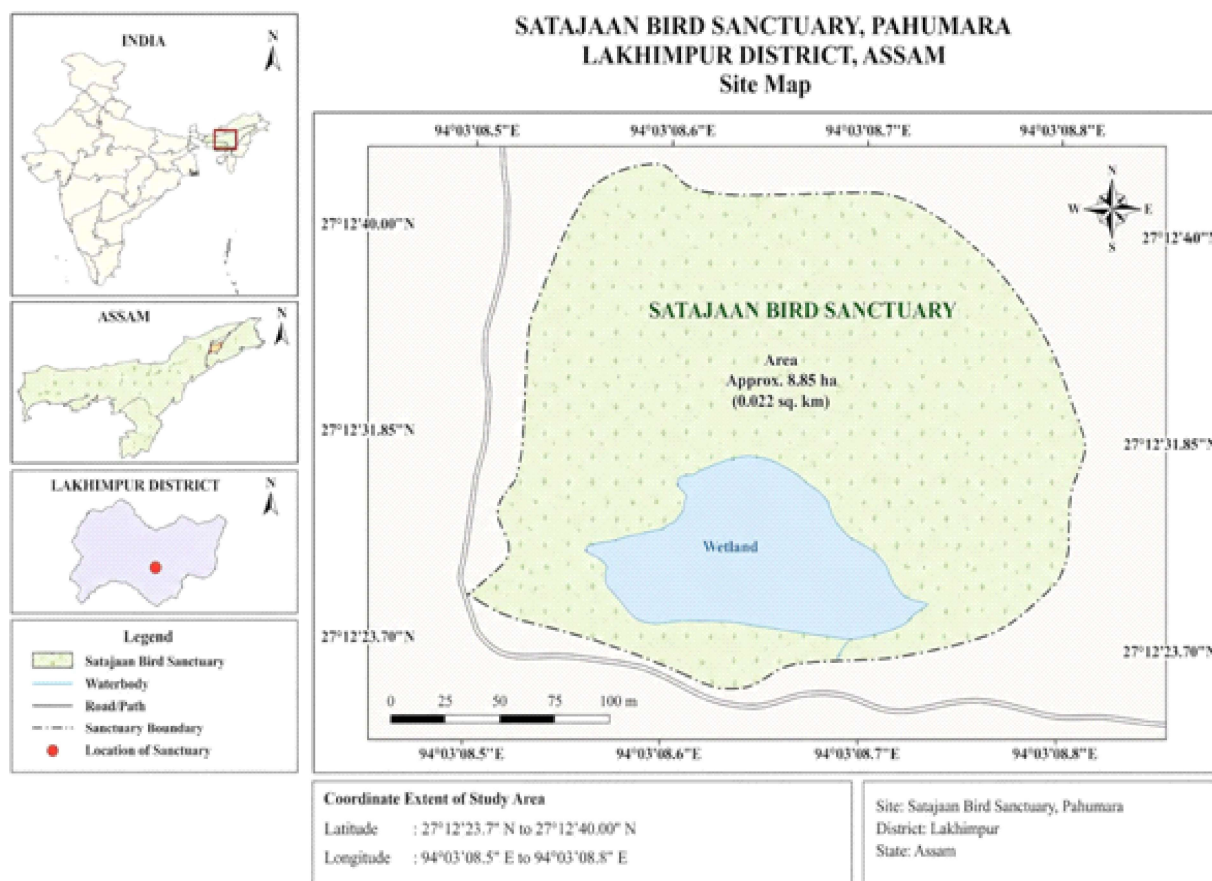 SATAJAAN BIRD SANCTUARY, PAHUMARA
LAKHIMPUR DISTRICT, ASSAM
Site Map
INDIA
N
ASSAM
N
LAKHIMPUR DISTRICT
N
Legend
Satajaan Bird Sanctuary
Waterbody
Road/Path
Sanctuary Boundary
Location of Sanctuary
94°03'08.5"E 94°03'08.6"E 94°03'08.7"E 94°03'08.8"E
N
W E
S
27°12'40.00"N 27°12'40"N
SATAJAAN BIRD SANCTUARY
Area
Approx. 8.85 ha
(0.022 sq. km)
27°12'31.85"N 27°12'31.85"N
Wetland
27°12'23.70"N 27°12'23.70"N
0 25 50 75 100 m
94°03'08.5"E 94°03'08.6"E 94°03'08.7"E 94°03'08.8"E
Coordinate Extent of Study Area
Latitude : 27°12'23.7" N to 27°12'40.00" N
Longitude : 94°03'08.5" E to 94°03'08.8" E
Site: Satajaan Bird Sanctuary, Pahumara
District: Lakhimpur
State: Assam